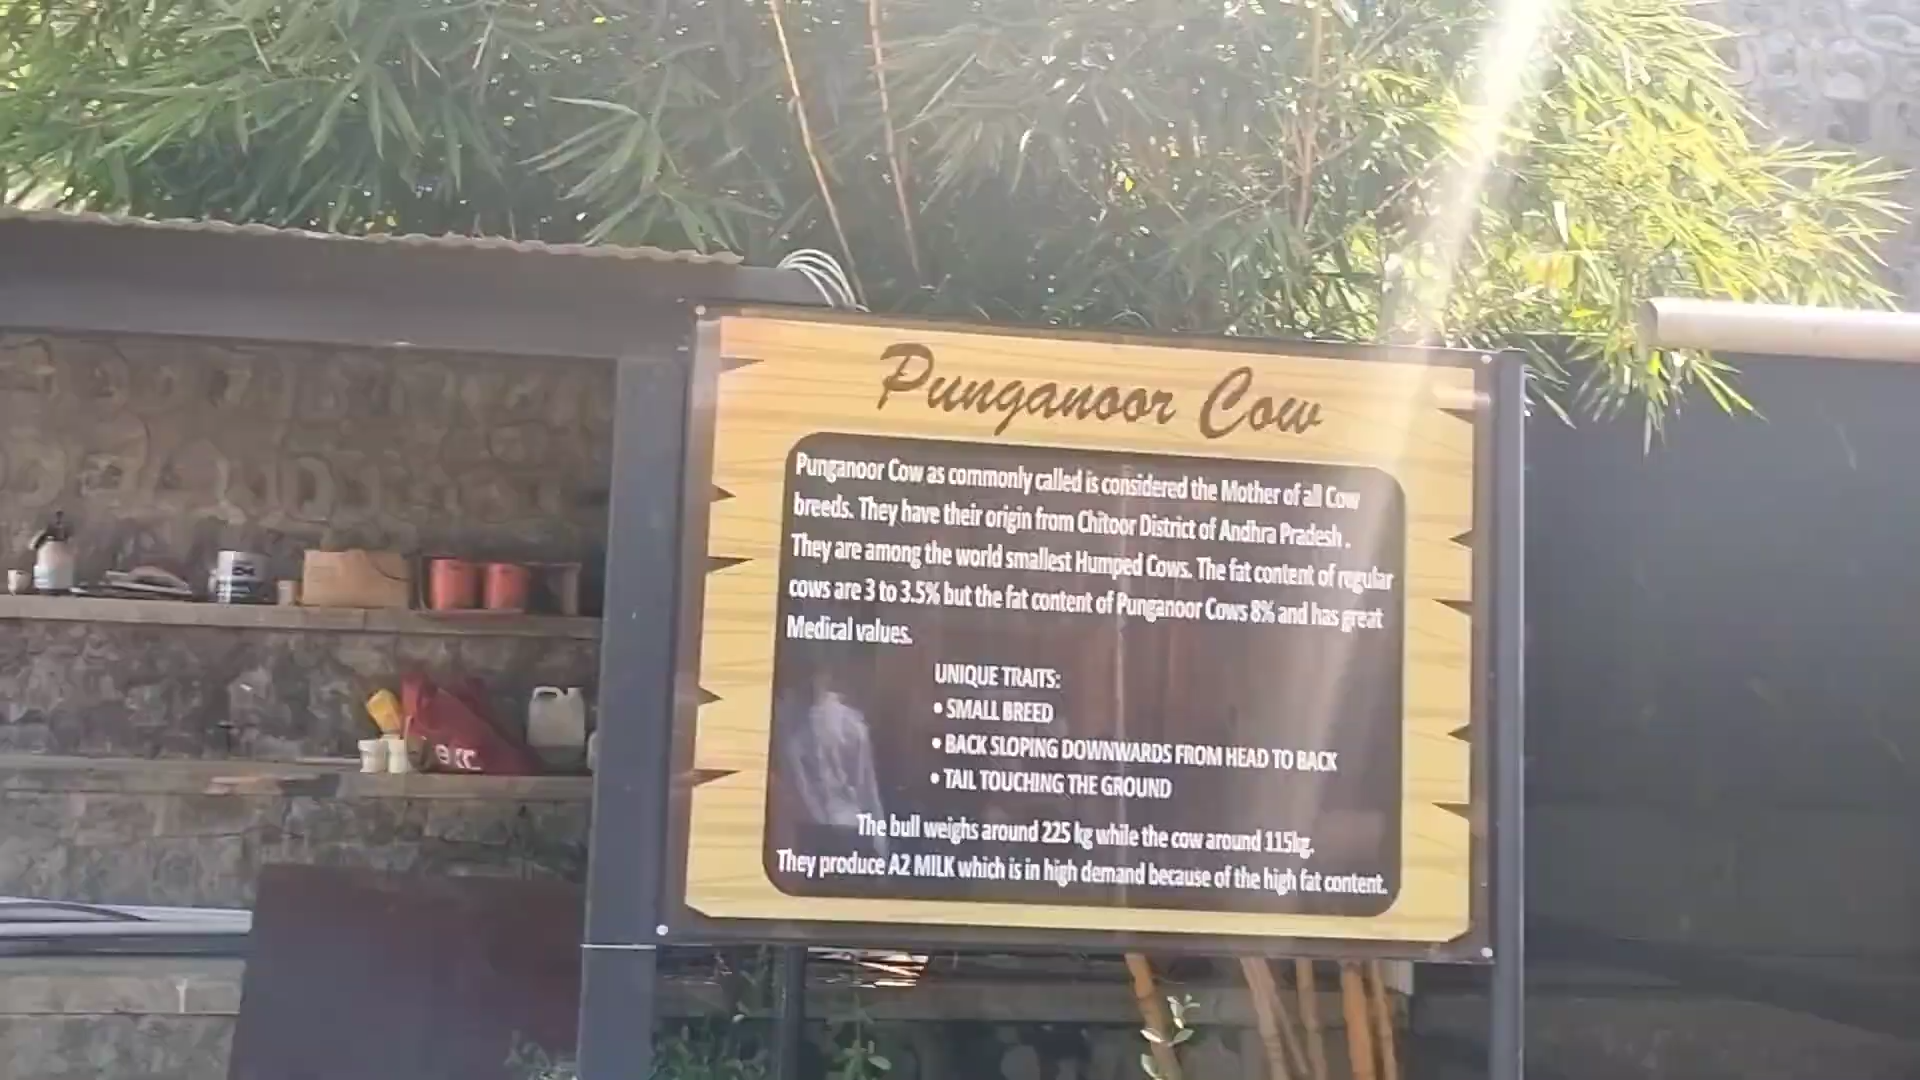 Punganoor Cow
Punganoor Cow as commonly called is considered the Mother of all Cow
breeds. They have their origin from Chitoor District of Andhra Pradesh .
They are among the world smallest Humped Cows. The fat content of regular
cows are 3 to 3.5% but the fat content of Punganoor Cows 8% and has great
Medical values.
UNIQUE TRAITS:
• SMALL BREED
• BACK SLOPING DOWNWARDS FROM HEAD TO BACK
• TAIL TOUCHING THE GROUND
The bull weighs around 225 kg while the cow around 115kg.
They produce A2 MILK which is in high demand because of the high fat content.